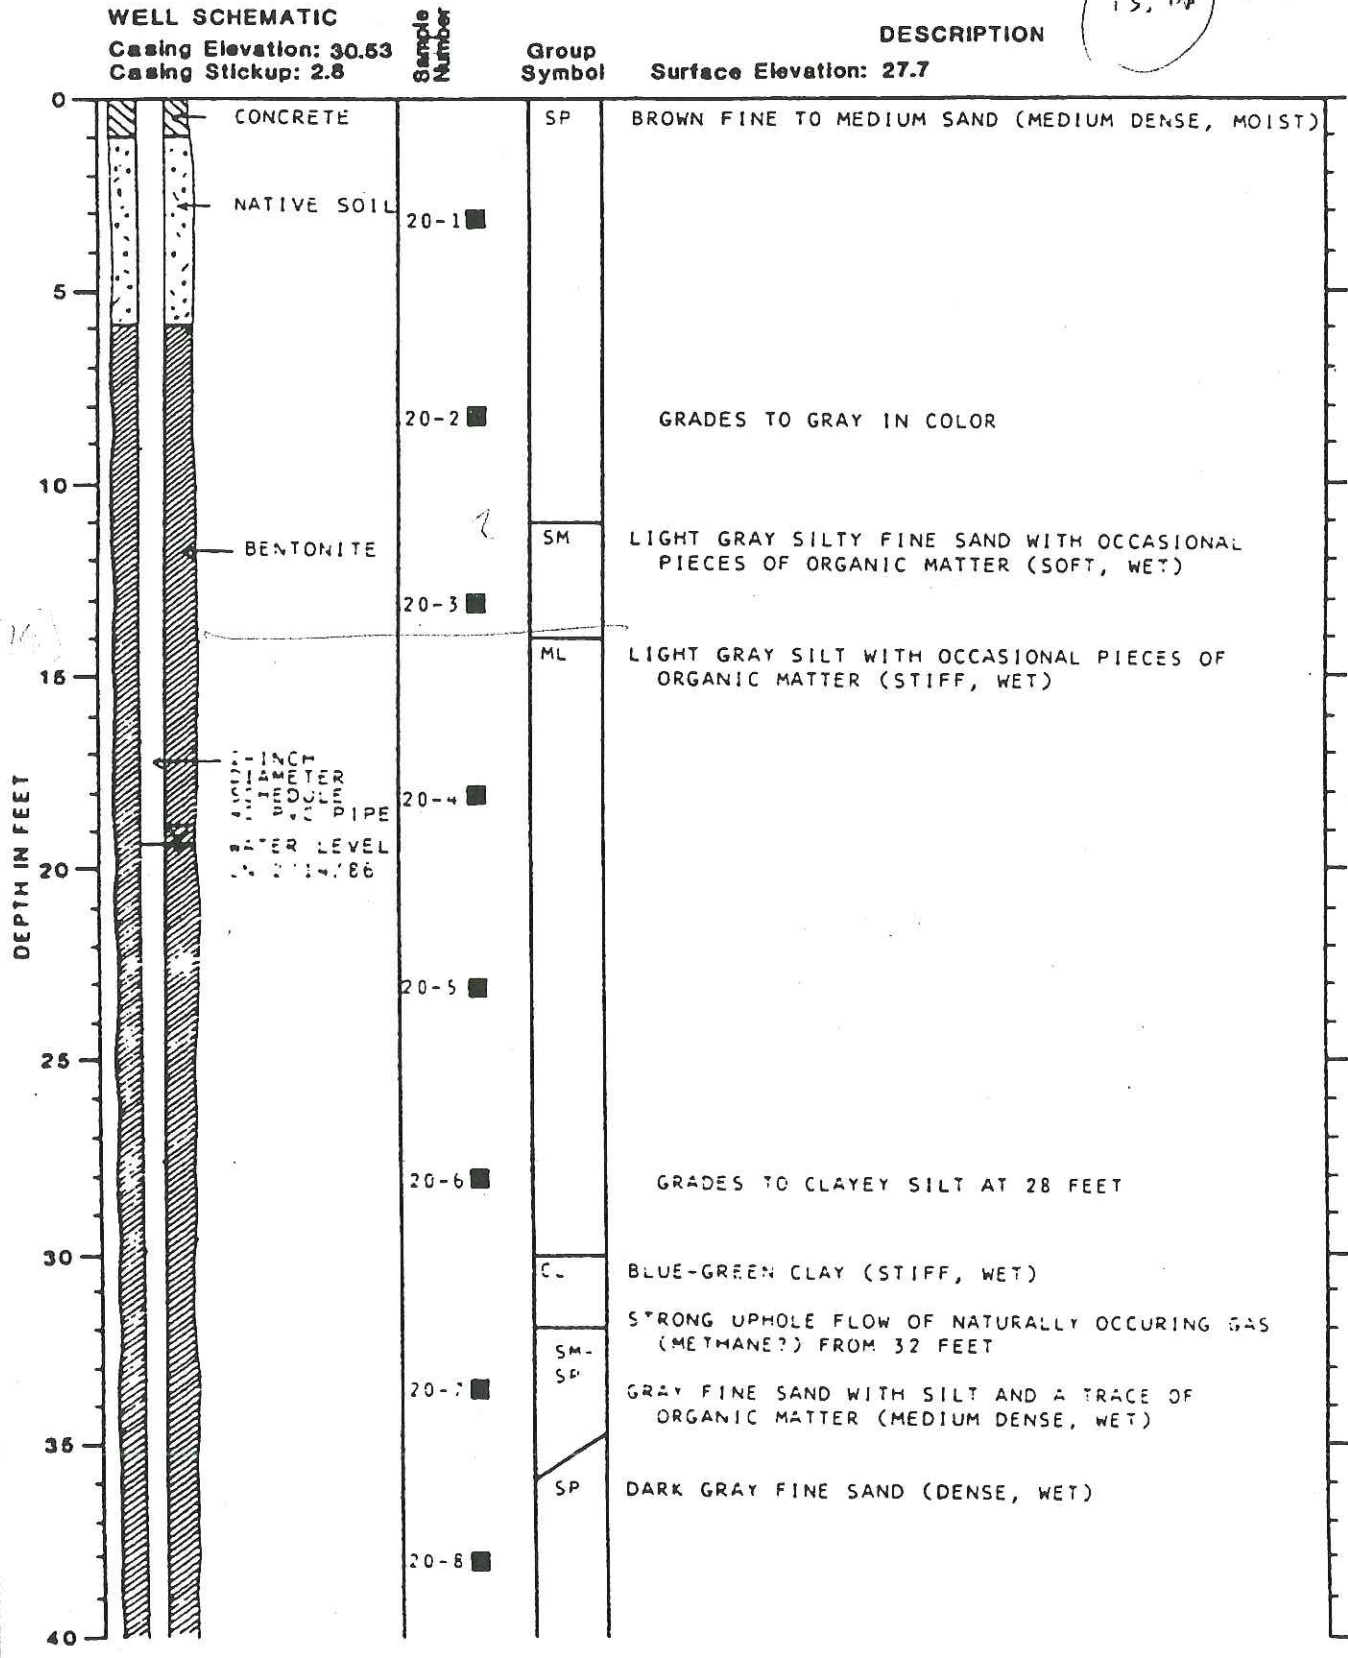 WELL SCHEMATIC
Casing Elevation: 30.53
Casing Stickup: 2.8
Sample Number
Group Symbol
DESCRIPTION
Surface Elevation: 27.7
0
CONCRETE
SP
BROWN FINE TO MEDIUM SAND (MEDIUM DENSE, MOIST)
NATIVE SOIL
20-1
5
20-2
GRADES TO GRAY IN COLOR
10
BENTONITE
SM
LIGHT GRAY SILTY FINE SAND WITH OCCASIONAL
PIECES OF ORGANIC MATTER (SOFT, WET)
20-3
ML
LIGHT GRAY SILT WITH OCCASIONAL PIECES OF
ORGANIC MATTER (STIFF, WET)
15
-INCH
DIAMETER
SCHEDULE
PVC PIPE
20-4
WATER LEVEL
20
DEPTH IN FEET
20-5
25
20-6
GRADES TO CLAYEY SILT AT 28 FEET
30
CL
BLUE-GREEN CLAY (STIFF, WET)
STRONG UPHOLE FLOW OF NATURALLY OCCURING GAS
(METHANE?) FROM 32 FEET
SM-
SP
20-7
GRAY FINE SAND WITH SILT AND A TRACE OF
ORGANIC MATTER (MEDIUM DENSE, WET)
35
SP
DARK GRAY FINE SAND (DENSE, WET)
20-8
40